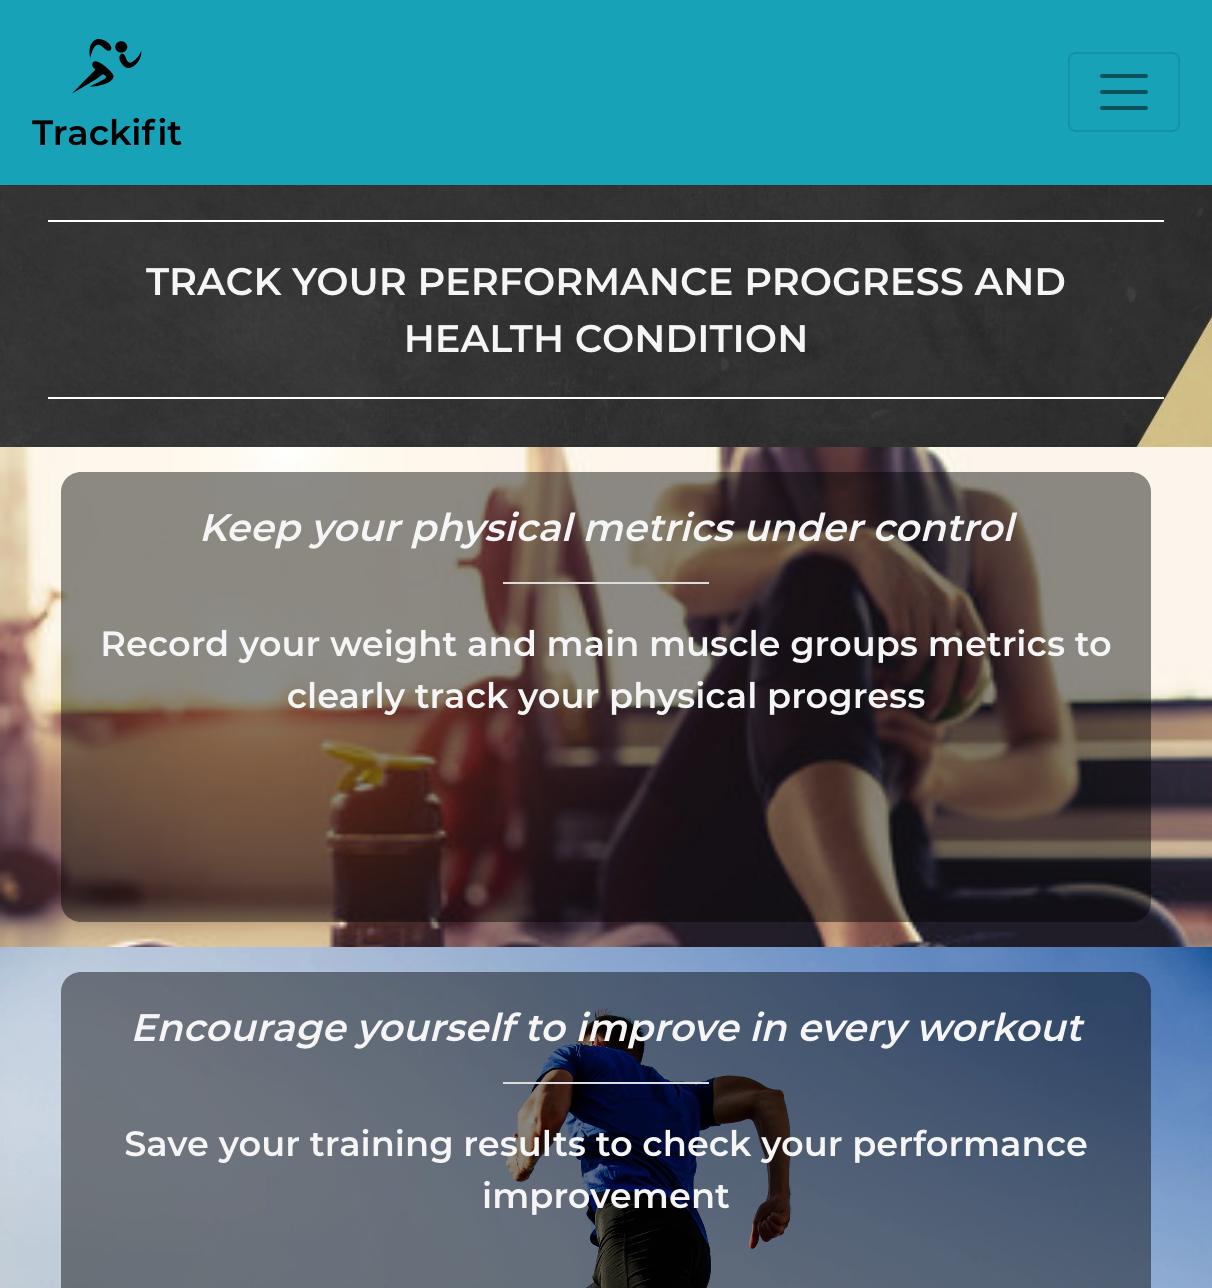 Trackifit
TRACK YOUR PERFORMANCE PROGRESS AND
HEALTH CONDITION
Keep your physical metrics under control
Record your weight and main muscle groups metrics to
clearly track your physical progress
Encourage yourself to improve in every workout
Save your training results to check your performance
improvement